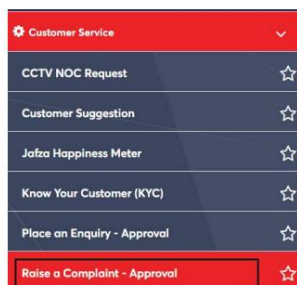 Customer Service
CCTV NOC Request
Customer Suggestion
Jafza Happiness Meter
Know Your Customer (KYC)
Place an Enquiry - Approval
Raise a Complaint - Approval